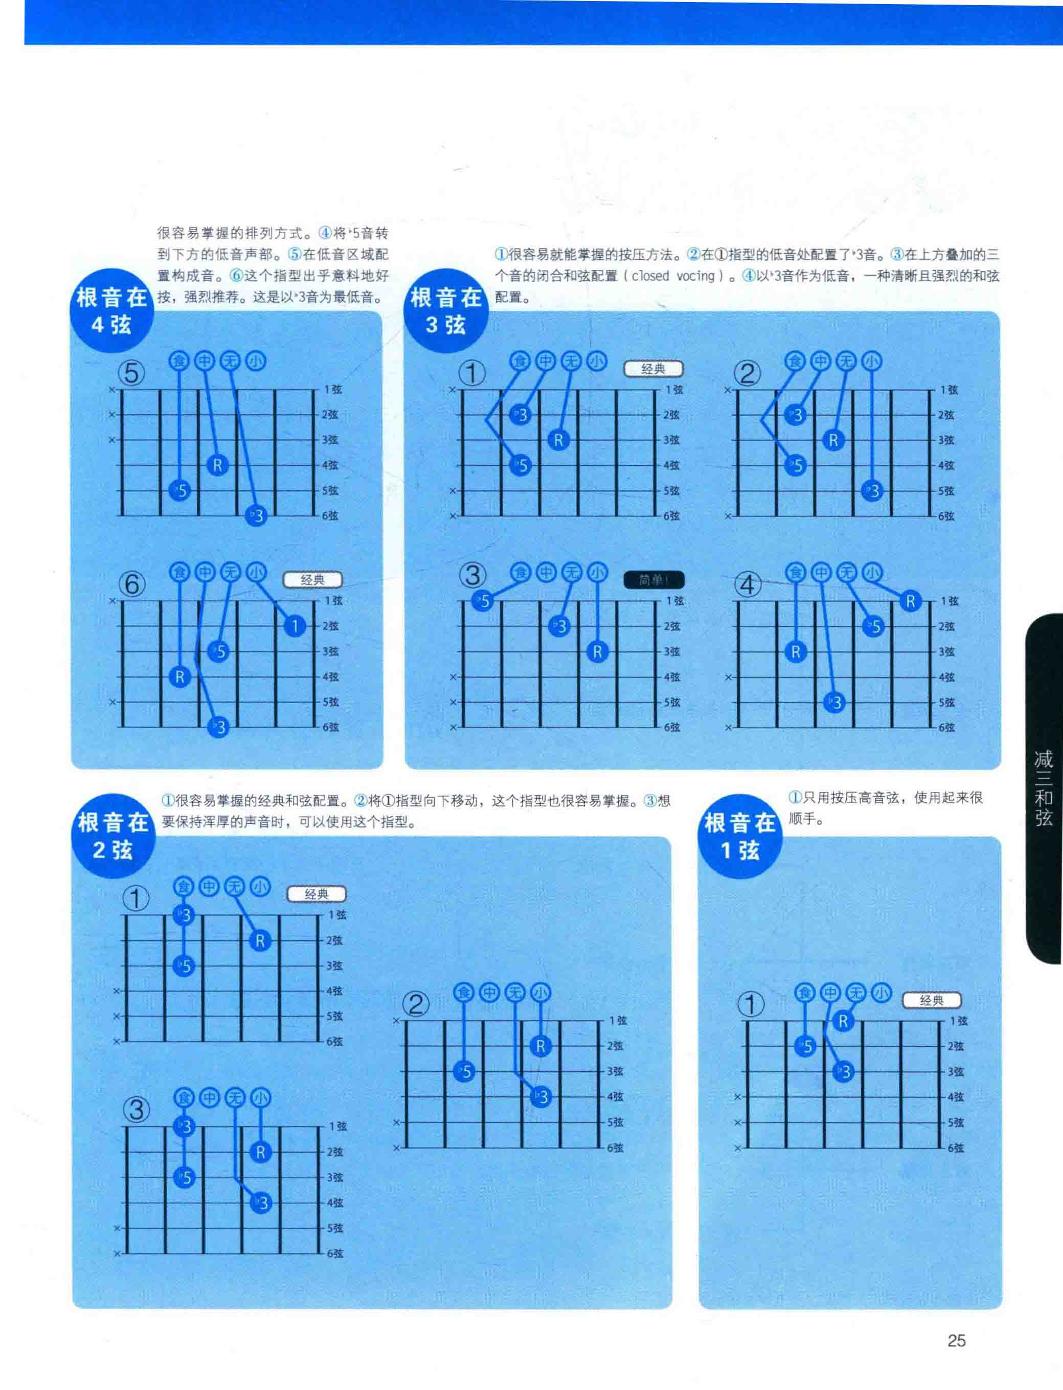 很容易掌握的排列方式。④将♭5音转
到下方的低音声部。⑤在低音区域配
置构成音。⑥这个指型出乎意料地好
按，强烈推荐。这是以♭3音为最低音。
根音在
4弦
⑤
食 中 无 小
× 1弦
× 2弦
× 3弦
R 4弦
♭5 5弦
♭3 6弦
⑥
食 中 无 小
经典
× 1弦
1 2弦
♭5 3弦
R 4弦
× 5弦
♭3 6弦
①很容易就能掌握的按压方法。②在①指型的低音处配置了♭3音。③在上方叠加的三
个音的闭合和弦配置（closed vocing）。④以♭3音作为低音，一种清晰且强烈的和弦
配置。
根音在
3弦
①
食 中 无 小
经典
× 1弦
♭3 2弦
R 3弦
♭5 4弦
× 5弦
× 6弦
②
食 中 无 小
× 1弦
♭3 2弦
R 3弦
♭5 4弦
♭3 5弦
× 6弦
③
食 中 无 小
简单！
♭5 1弦
♭3 2弦
R 3弦
× 4弦
× 5弦
× 6弦
④
食 中 无 小
R 1弦
♭5 2弦
R 3弦
× 4弦
♭3 5弦
× 6弦
①很容易掌握的经典和弦配置。②将①指型向下移动，这个指型也很容易掌握。③想
要保持浑厚的声音时，可以使用这个指型。
根音在
2弦
①
食 中 无 小
经典
♭3 1弦
R 2弦
♭5 3弦
× 4弦
× 5弦
× 6弦
②
食 中 无 小
× 1弦
R 2弦
♭5 3弦
♭3 4弦
× 5弦
× 6弦
③
食 中 无 小
♭3 1弦
R 2弦
♭5 3弦
♭3 4弦
× 5弦
× 6弦
①只用按压高音弦，使用起来很
顺手。
根音在
1弦
①
食 中 无 小
经典
R 1弦
♭5 2弦
♭3 3弦
× 4弦
× 5弦
× 6弦
减三和弦
25